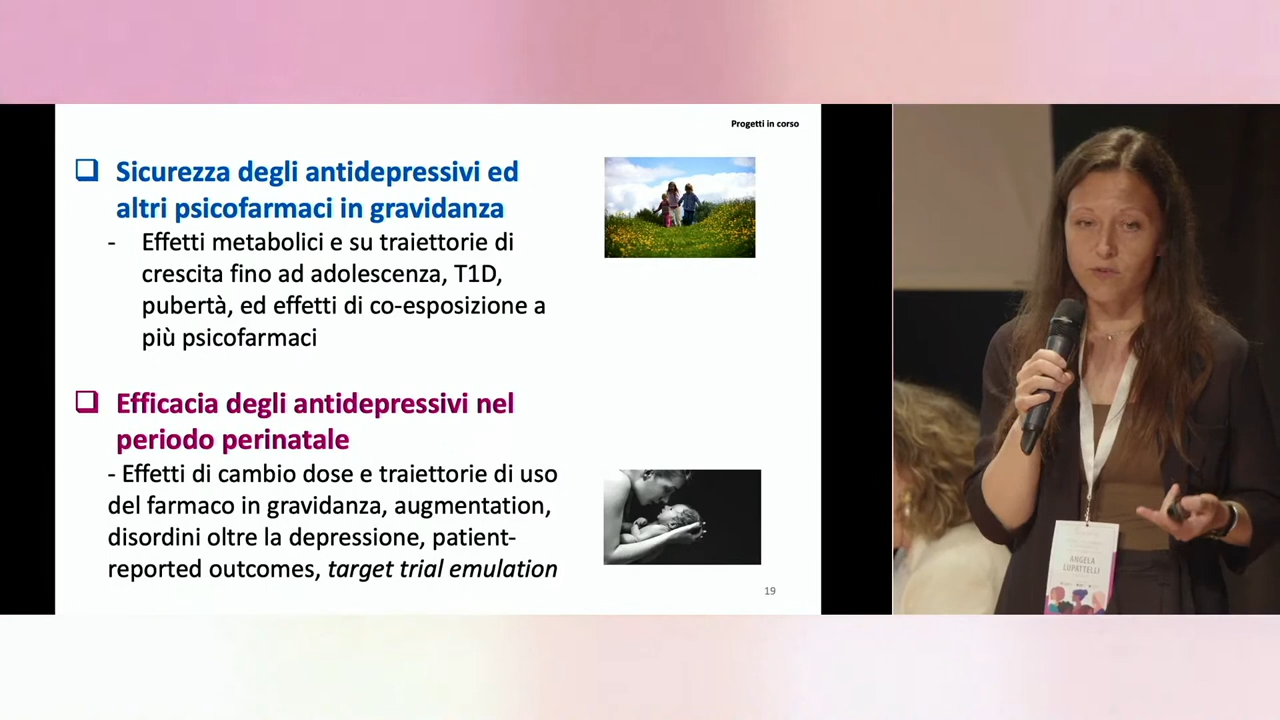 Progetti in corso
❑ Sicurezza degli antidepressivi ed
altri psicofarmaci in gravidanza
- Effetti metabolici e su traiettorie di
crescita fino ad adolescenza, T1D,
pubertà, ed effetti di co-esposizione a
più psicofarmaci
❑ Efficacia degli antidepressivi nel
periodo perinatale
- Effetti di cambio dose e traiettorie di uso
del farmaco in gravidanza, augmentation,
disordini oltre la depressione, patient-
reported outcomes, target trial emulation
19
ANGELA
LUPATTELLI